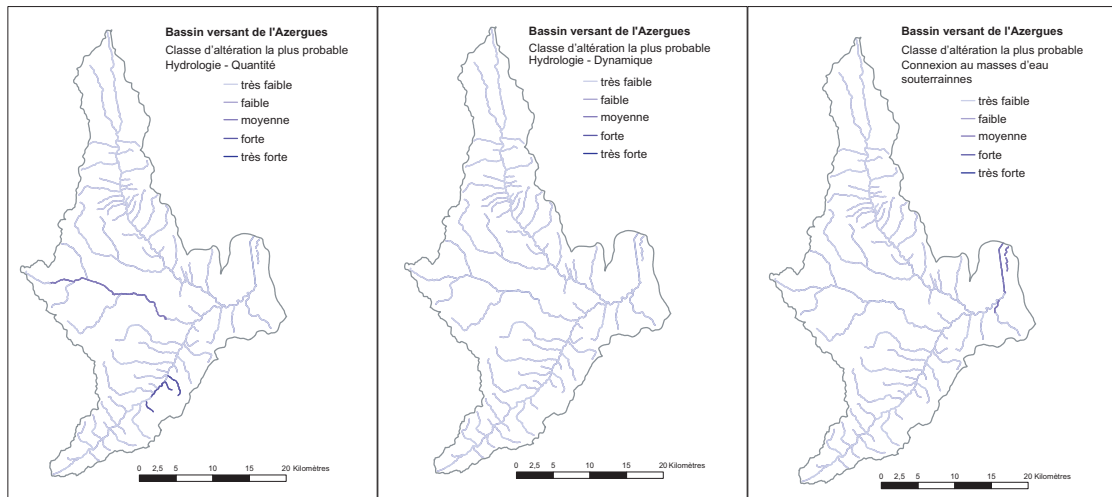 Bassin versant de l'Azergues
Classe d'altération la plus probable
Hydrologie - Quantité
très faible
faible
moyenne
forte
très forte
0 2,5 5 10 15 20 Kilomètres
Bassin versant de l'Azergues
Classe d'altération la plus probable
Hydrologie - Dynamique
très faible
faible
moyenne
forte
très forte
0 2,5 5 10 15 20 Kilomètres
Bassin versant de l'Azergues
Classe d'altération la plus probable
Connexion au masses d'eau
souterrainnes
très faible
faible
moyenne
forte
très forte
0 2,5 5 10 15 20 Kilomètres